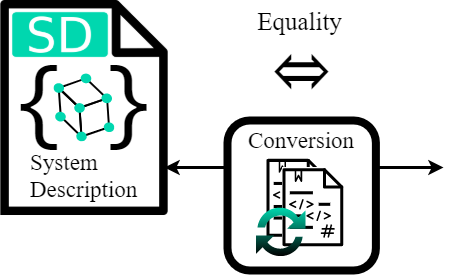 SD
Equality
System
Description
Conversion
</>
</>
#